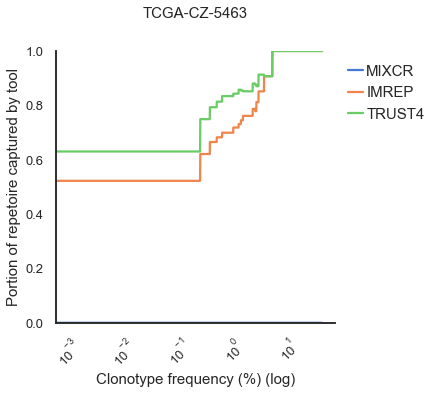 TCGA-CZ-5463
Portion of repetoire captured by tool
1.0
0.8
0.6
0.4
0.2
0.0
10⁻³
10⁻²
10⁻¹
10⁰
10¹
Clonotype frequency (%) (log)
MIXCR
IMREP
TRUST4